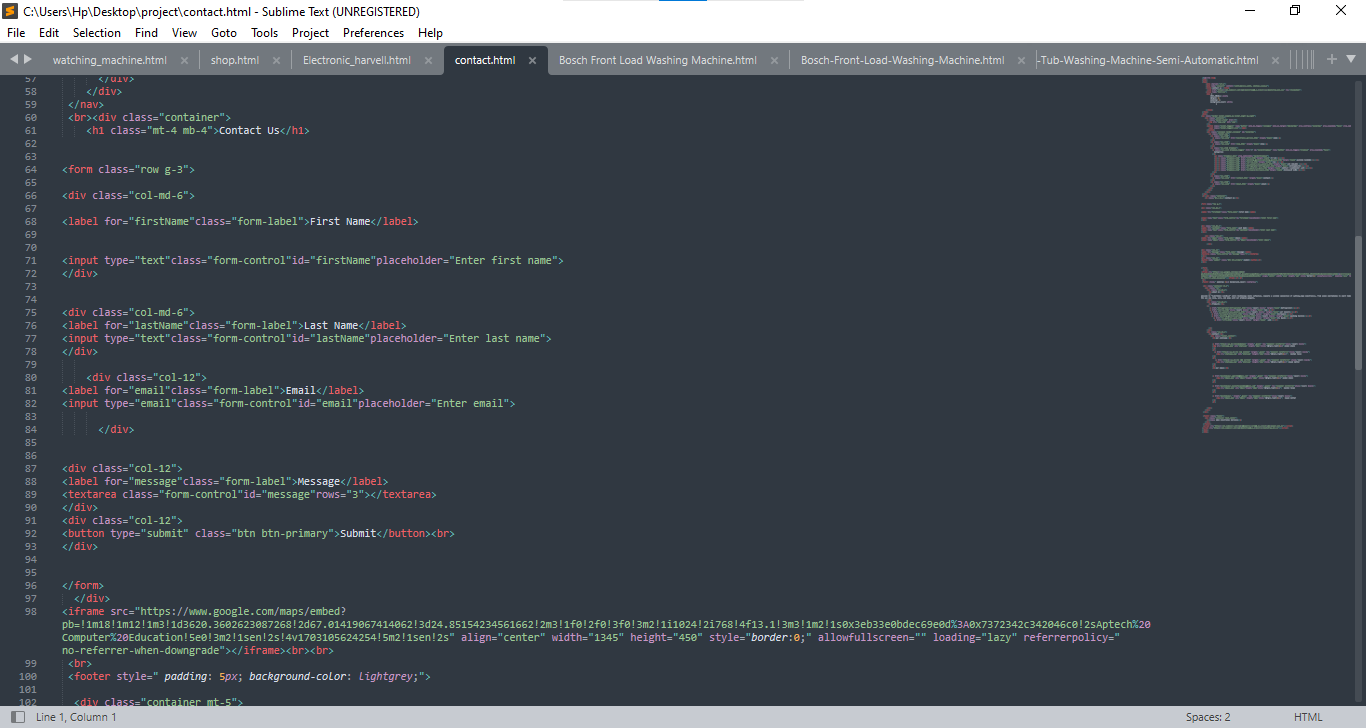 C:\Users\Hp\Desktop\project\contact.html - Sublime Text (UNREGISTERED)
File Edit Selection Find View Goto Tools Project Preferences Help
watching_machine.html shop.html Electronic_harvell.html contact.html Bosch Front Load Washing Machine.html Bosch-Front-Load-Washing-Machine.html -Tub-Washing-Machine-Semi-Automatic.html
57 </div>
58 </div>
59 </nav>
60 <br><div class="container">
61 <h1 class="mt-4 mb-4">Contact Us</h1>
62
63
64 <form class="row g-3">
65
66 <div class="col-md-6">
67
68 <label for="firstName"class="form-label">First Name</label>
69
70
71 <input type="text"class="form-control"id="firstName"placeholder="Enter first name">
72 </div>
73
74
75 <div class="col-md-6">
76 <label for="lastName"class="form-label">Last Name</label>
77 <input type="text"class="form-control"id="lastName"placeholder="Enter last name">
78 </div>
79
80 <div class="col-12">
81 <label for="email"class="form-label">Email</label>
82 <input type="email"class="form-control"id="email"placeholder="Enter email">
83
84 </div>
85
86
87 <div class="col-12">
88 <label for="message"class="form-label">Message</label>
89 <textarea class="form-control"id="message"rows="3"></textarea>
90 </div>
91 <div class="col-12">
92 <button type="submit" class="btn btn-primary">Submit</button><br>
93 </div>
94
95
96 </form>
97 </div>
98 <iframe src="https://www.google.com/maps/embed?
pb=!1m18!1m12!1m3!1d3620.3602623087268!2d67.01419067414062!3d24.85154234561662!2m3!1f0!2f0!3f0!3m2!1i1024!2i768!4f13.1!3m3!1m2!1s0x3eb33e0bdec69e0d%3A0x7372342c342046c0!2sAptech%20
Computer%20Education!5e0!3m2!1sen!2s!4v1703105624254!5m2!1sen!2s" align="center" width="1345" height="450" style="border:0;" allowfullscreen="" loading="lazy" referrerpolicy="
no-referrer-when-downgrade"></iframe><br><br>
99 <br>
100 <footer style=" padding: 5px; background-color: lightgrey;">
101
102 <div class="container mt-5">
Line 1, Column 1 Spaces: 2 HTML